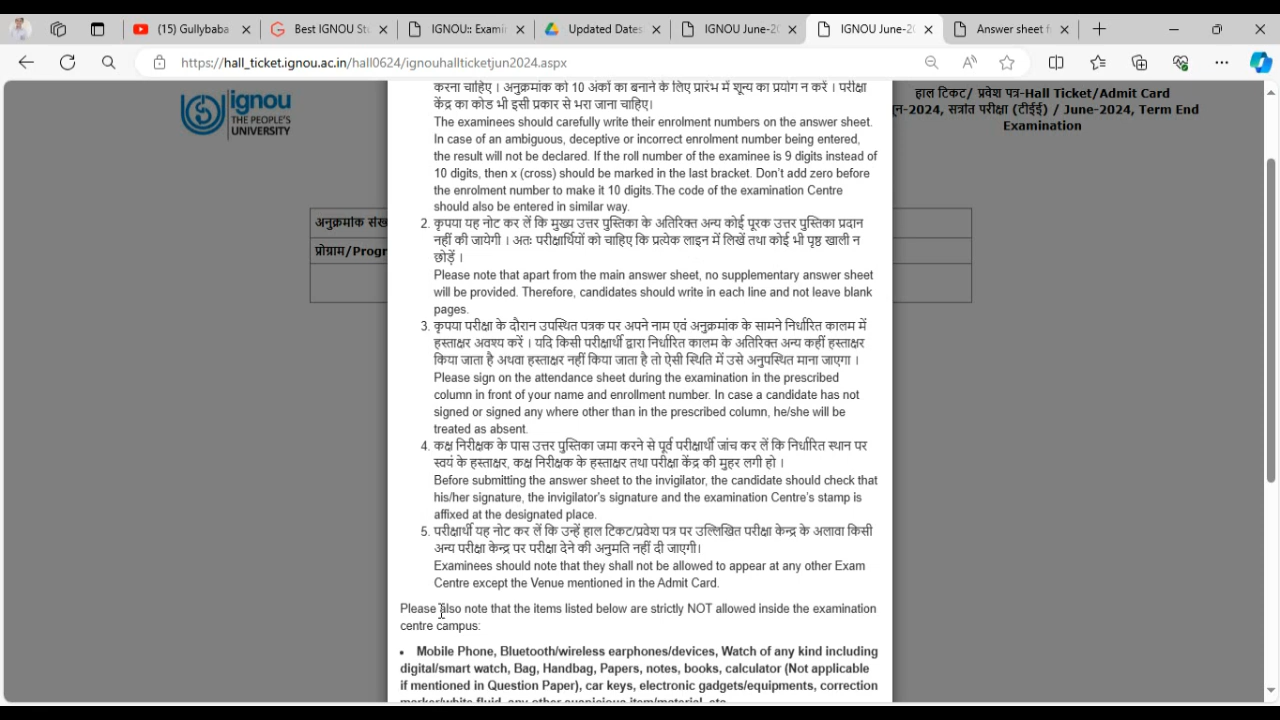 (15) Gullybaba
Best IGNOU St
IGNOU:: Exami
Updated Dates
IGNOU June-20
IGNOU June-20
Answer sheet f
https://hall_ticket.ignou.ac.in/hall0624/ignouhallticketjun2024.aspx
ignou
THE PEOPLE'S
UNIVERSITY
हाल टिकट/ प्रवेश पत्र-Hall Ticket/Admit Card
न-2024, सत्रांत परीक्षा (टीईई) / June-2024, Term End
Examination
अनुक्रमांक संख
प्रोग्राम/Progr
करना चाहिए । अनुक्रमांक को 10 अंकों का बनाने के लिए प्रारंभ में शून्य का प्रयोग न करें । परीक्षा
केंद्र का कोड भी इसी प्रकार से भरा जाना चाहिए।
The examinees should carefully write their enrolment numbers on the answer sheet.
In case of an ambiguous, deceptive or incorrect enrolment number being entered,
the result will not be declared. If the roll number of the examinee is 9 digits instead of
10 digits, then x (cross) should be marked in the last bracket. Don't add zero before
the enrolment number to make it 10 digits.The code of the examination Centre
should also be entered in similar way.
2. कृपया यह नोट कर लें कि मुख्य उत्तर पुस्तिका के अतिरिक्त अन्य कोई पूरक उत्तर पुस्तिका प्रदान
नहीं की जायेगी । अतः परीक्षार्थियों को चाहिए कि प्रत्येक लाइन में लिखें तथा कोई भी पृष्ठ खाली न
छोड़ें ।
Please note that apart from the main answer sheet, no supplementary answer sheet
will be provided. Therefore, candidates should write in each line and not leave blank
pages.
3. कृपया परीक्षा के दौरान उपस्थित पत्रक पर अपने नाम एवं अनुक्रमांक के सामने निर्धारित कालम में
हस्ताक्षर अवश्य करें । यदि किसी परीक्षार्थी द्वारा निर्धारित कालम के अतिरिक्त अन्य कहीं हस्ताक्षर
किया जाता है अथवा हस्ताक्षर नहीं किया जाता है तो ऐसी स्थिति में उसे अनुपस्थित माना जाएगा ।
Please sign on the attendance sheet during the examination in the prescribed
column in front of your name and enrollment number. In case a candidate has not
signed or signed any where other than in the prescribed column, he/she will be
treated as absent.
4. कक्ष निरीक्षक के पास उत्तर पुस्तिका जमा करने से पूर्व परीक्षार्थी जांच कर लें कि निर्धारित स्थान पर
स्वयं के हस्ताक्षर, कक्ष निरीक्षक के हस्ताक्षर तथा परीक्षा केंद्र की मुहर लगी हो ।
Before submitting the answer sheet to the invigilator, the candidate should check that
his/her signature, the invigilator's signature and the examination Centre's stamp is
affixed at the designated place.
5. परीक्षार्थी यह नोट कर लें कि उन्हें हाल टिकट/प्रवेश पत्र पर उल्लिखित परीक्षा केन्द्र के अलावा किसी
अन्य परीक्षा केन्द्र पर परीक्षा देने की अनुमति नहीं दी जाएगी।
Examinees should note that they shall not be allowed to appear at any other Exam
Centre except the Venue mentioned in the Admit Card.
Please also note that the items listed below are strictly NOT allowed inside the examination
centre campus:
• Mobile Phone, Bluetooth/wireless earphones/devices, Watch of any kind including
digital/smart watch, Bag, Handbag, Papers, notes, books, calculator (Not applicable
if mentioned in Question Paper), car keys, electronic gadgets/equipments, correction
marker/white fluid, any other suspicious item/material, etc.